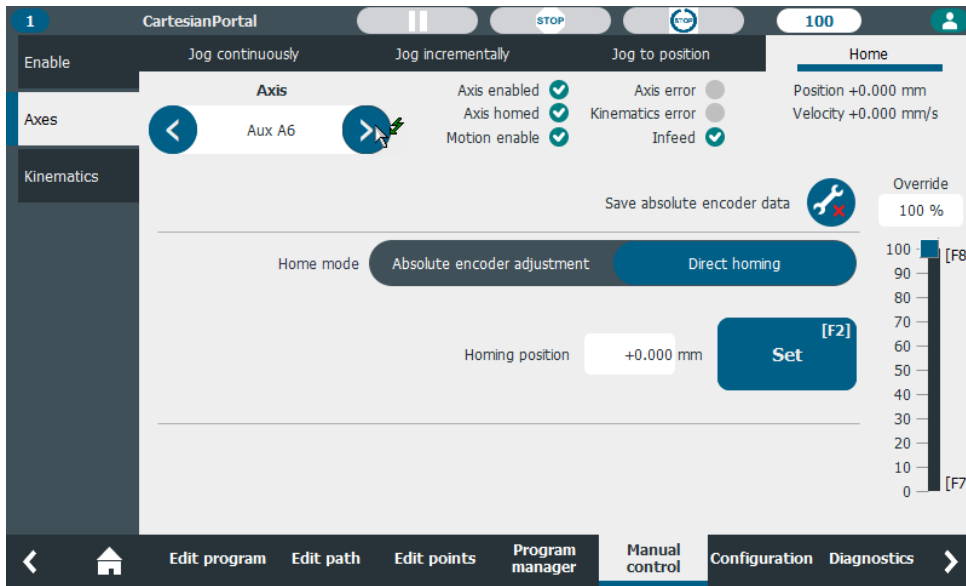 1 CartesianPortal STOP STOP 100
Enable
Axes
Kinematics
Jog continuously Jog incrementally Jog to position Home
Axis
Aux A6
Axis enabled Axis error Position +0.000 mm
Axis homed Kinematics error Velocity +0.000 mm/s
Motion enable Infeed
Save absolute encoder data
Override
100 %
Home mode Absolute encoder adjustment Direct homing
Homing position +0.000 mm Set [F2]
100 [F8
90
80
70
60
50
40
30
20
10
0 [F7
Edit program Edit path Edit points Program manager Manual control Configuration Diagnostics